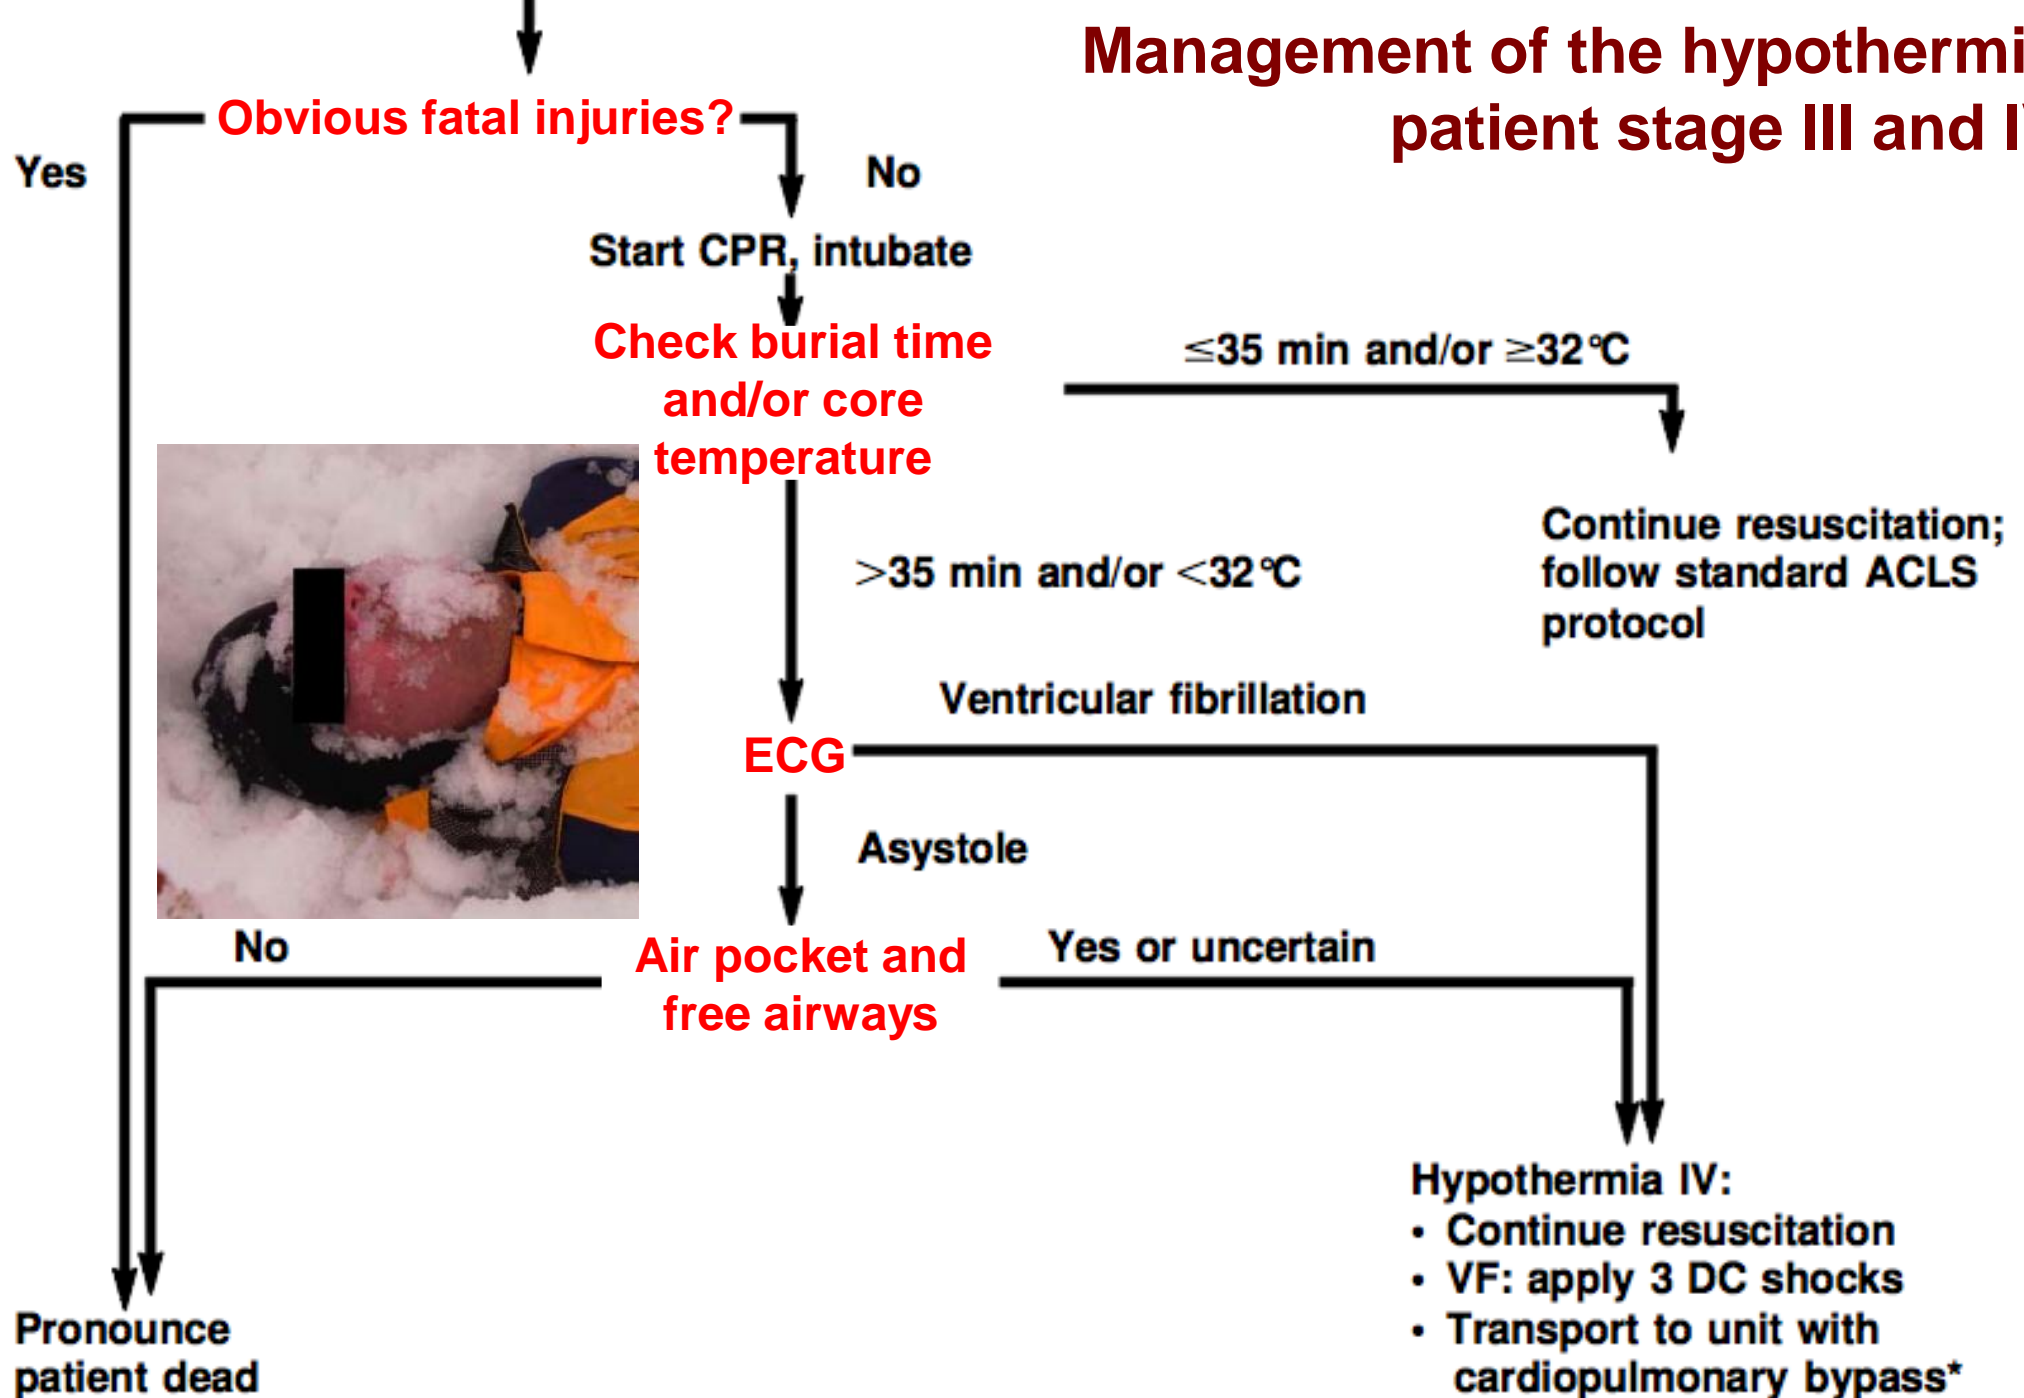 Management of the hypothermi
patient stage III and I
Obvious fatal injuries?
Yes
No
Start CPR, intubate
Check burial time
and/or core
temperature
≤35 min and/or ≥32°C
Continue resuscitation;
follow standard ACLS
protocol
>35 min and/or <32°C
Ventricular fibrillation
ECG
Asystole
No
Air pocket and
free airways
Yes or uncertain
Hypothermia IV:
• Continue resuscitation
• VF: apply 3 DC shocks
• Transport to unit with
cardiopulmonary bypass*
Pronounce
patient dead